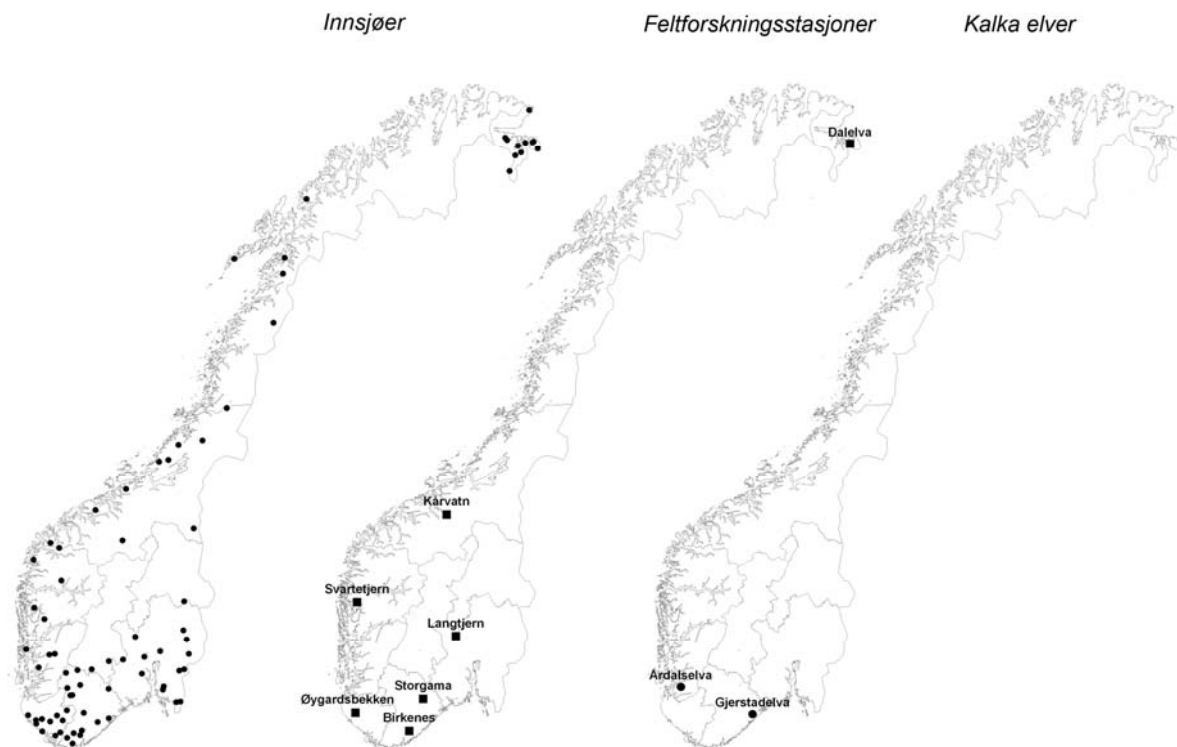 Innsjøer
Feltforskningsstasjoner
Kalka elver
Dalelva
Kårvatn
Svartetjern
Langtjern
Storgama
Øygardsbekken
Birkenes
Årdalselva
Gjerstadelva